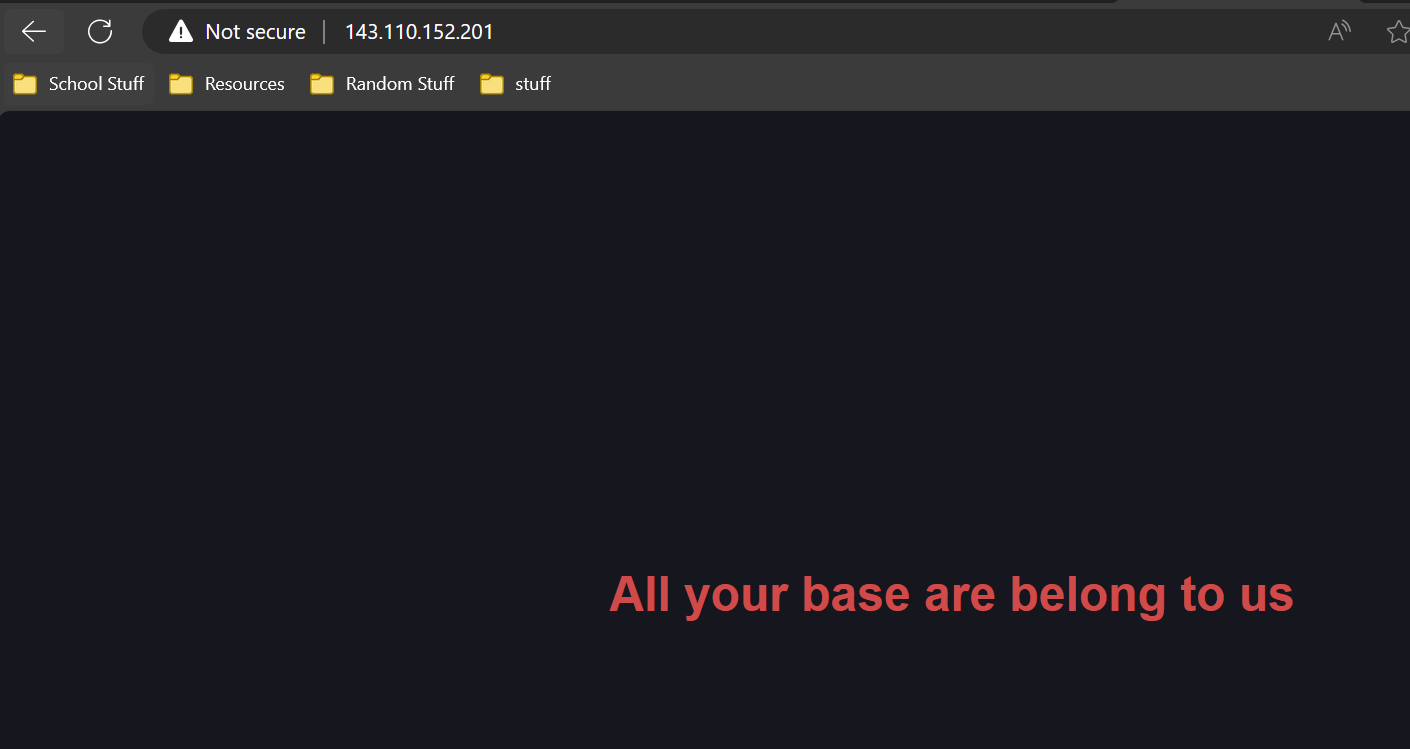 Not secure 143.110.152.201
School Stuff Resources Random Stuff stuff
All your base are belong to us